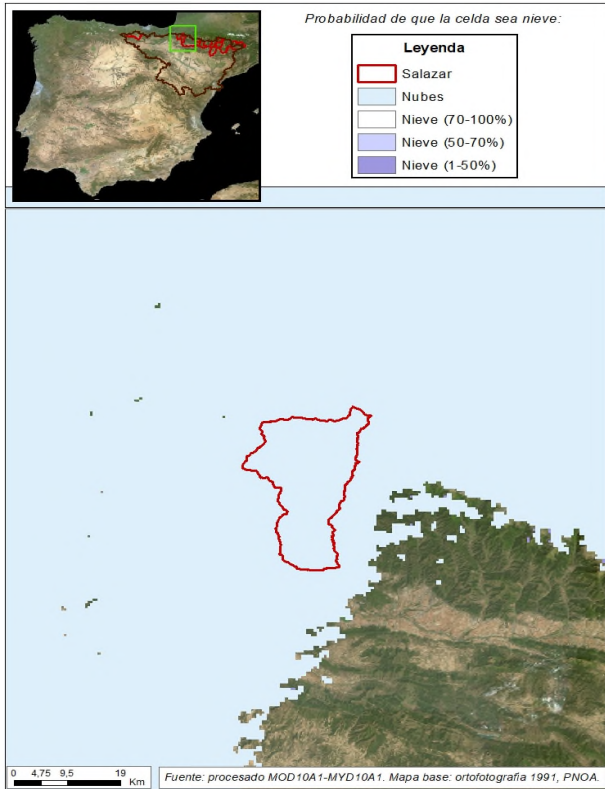 Probabilidad de que la celda sea nieve:
Leyenda
Salazar
Nubes
Nieve (70-100%)
Nieve (50-70%)
Nieve (1-50%)
0 4,75 9,5 19
Km
Fuente: procesado MOD10A1-MYD10A1. Mapa base: ortofotografía 1991, PNOA.